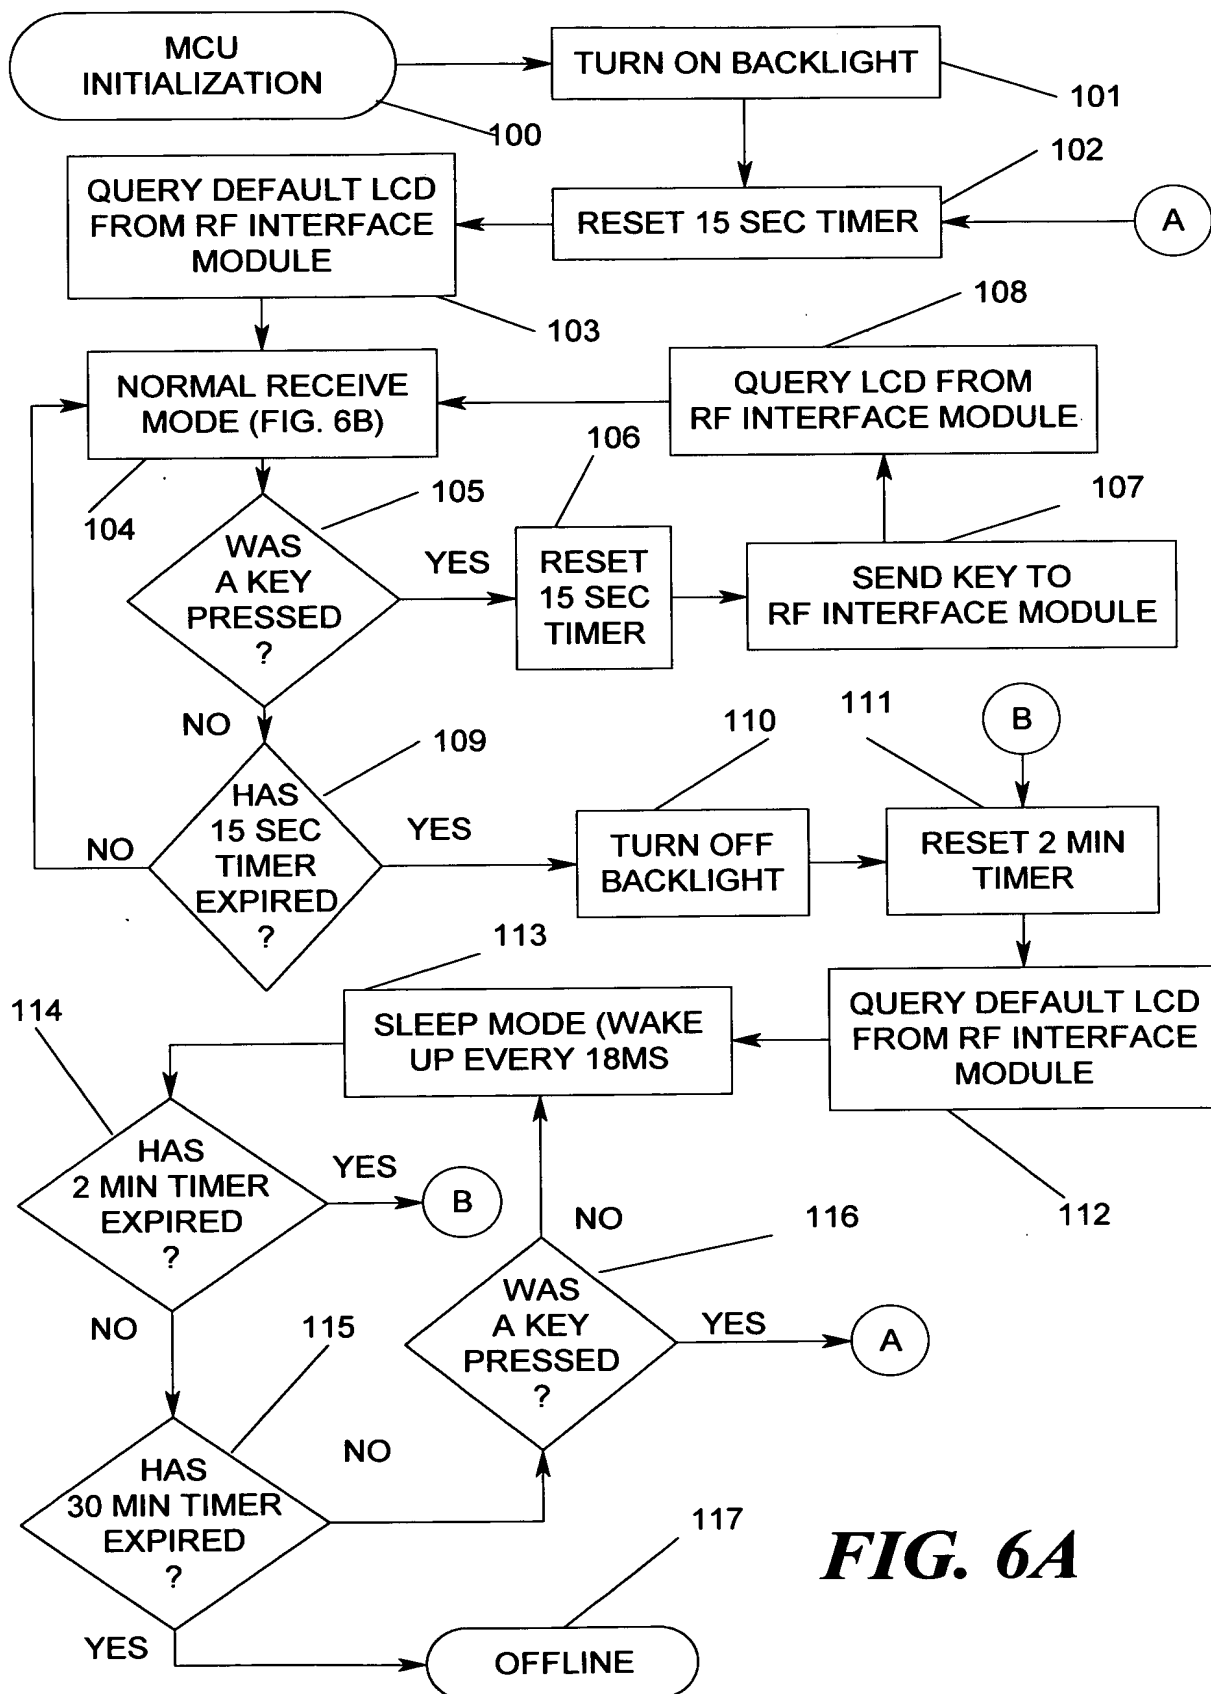 MCU
INITIALIZATION
100
TURN ON BACKLIGHT
101
102
QUERY DEFAULT LCD
FROM RF INTERFACE
MODULE
103
RESET 15 SEC TIMER
A
108
NORMAL RECEIVE
MODE (FIG. 6B)
104
QUERY LCD FROM
RF INTERFACE MODULE
106
107
105
WAS
A KEY
PRESSED
?
YES
RESET
15 SEC
TIMER
SEND KEY TO
RF INTERFACE MODULE
NO
109
110
111
B
HAS
15 SEC
TIMER
EXPIRED
?
NO
YES
TURN OFF
BACKLIGHT
RESET 2 MIN
TIMER
113
114
SLEEP MODE (WAKE
UP EVERY 18MS
QUERY DEFAULT LCD
FROM RF INTERFACE
MODULE
112
HAS
2 MIN TIMER
EXPIRED
?
YES
B
NO
116
NO
115
WAS
A KEY
PRESSED
?
YES
A
HAS
30 MIN TIMER
EXPIRED
?
NO
117
YES
OFFLINE
FIG. 6A